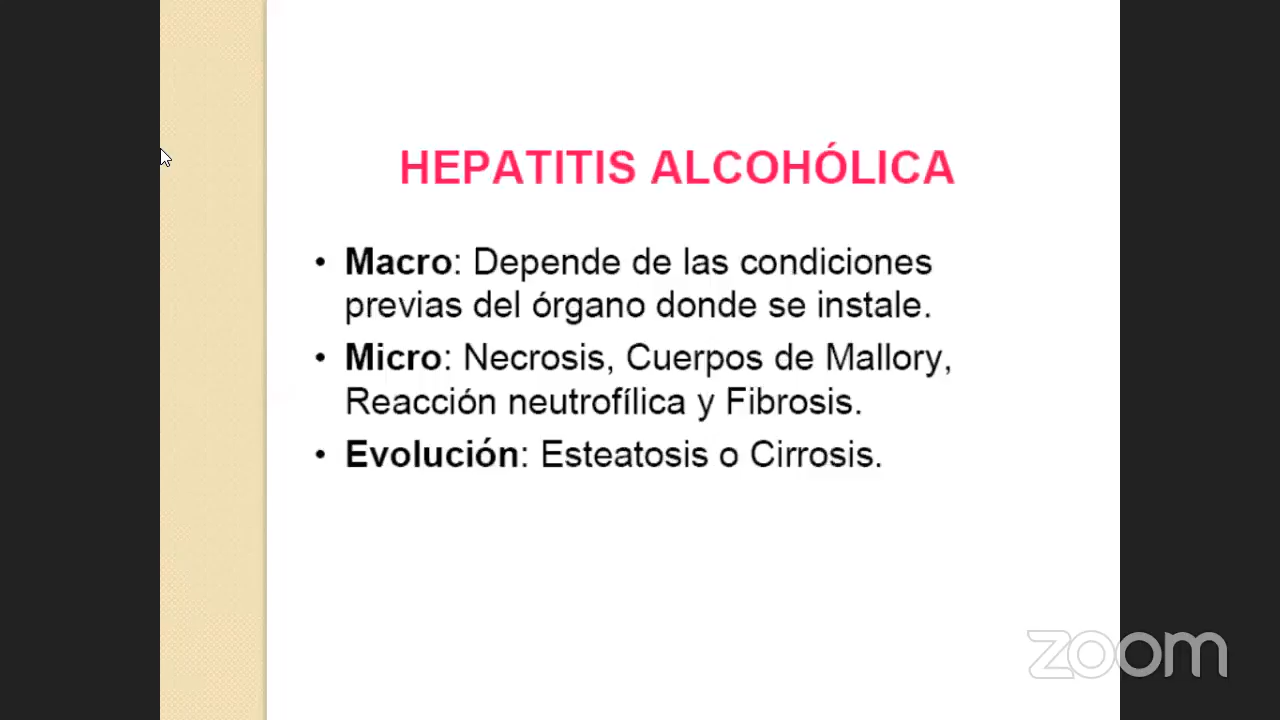 HEPATITIS ALCOHÓLICA
• Macro: Depende de las condiciones
previas del órgano donde se instale.
• Micro: Necrosis, Cuerpos de Mallory,
Reacción neutrofílica y Fibrosis.
• Evolución: Esteatosis o Cirrosis.
zoom